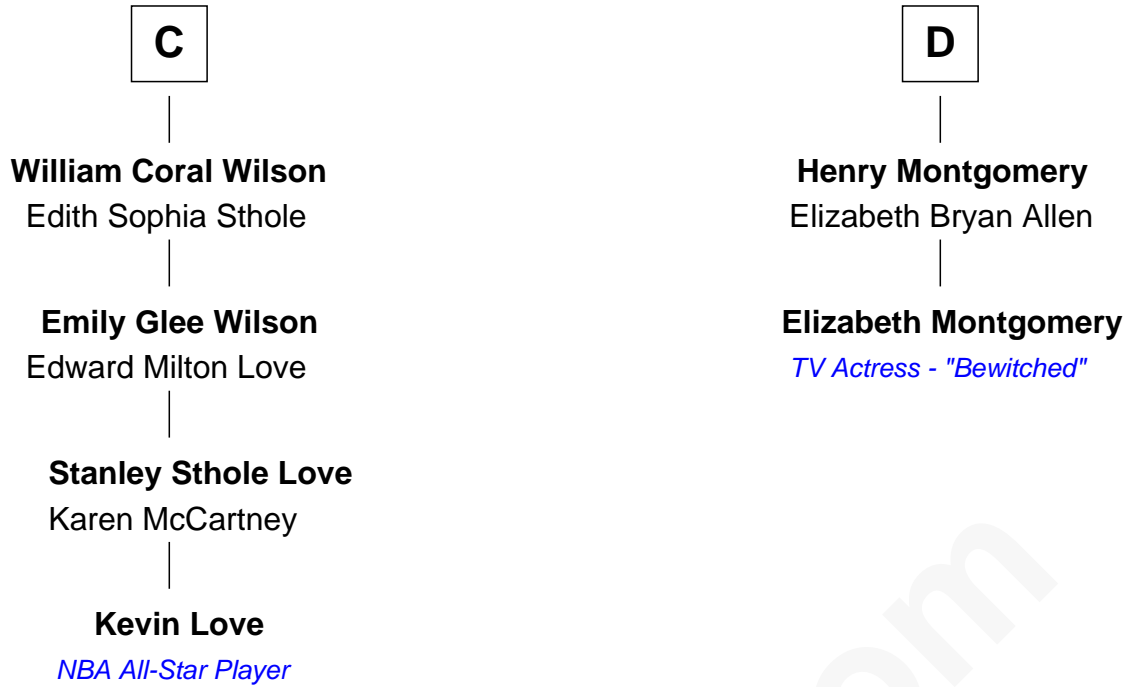 C
William Coral Wilson
Edith Sophia Sthole
Emily Glee Wilson
Edward Milton Love
Stanley Sthole Love
Karen McCartney
Kevin Love
NBA All-Star Player
D
Henry Montgomery
Elizabeth Bryan Allen
Elizabeth Montgomery
TV Actress - "Bewitched"